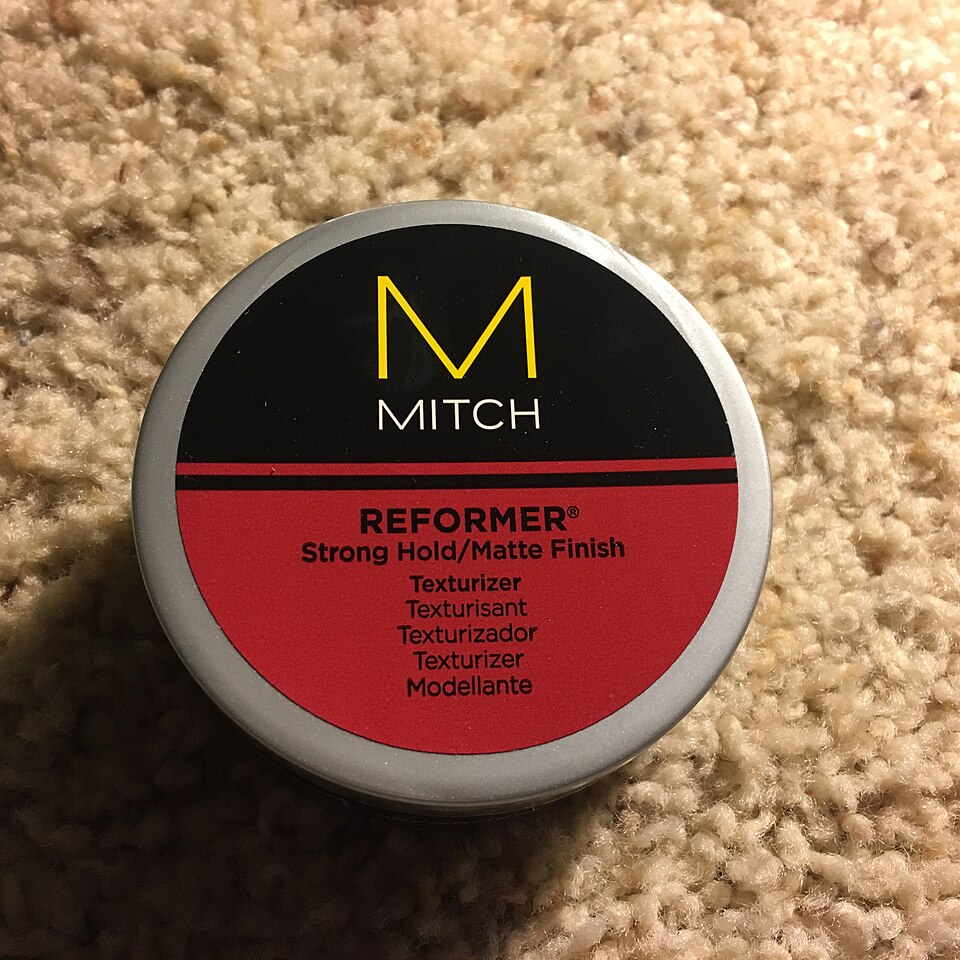 M
MITCH
REFORMER®
Strong Hold/Matte Finish
Texturizer
Texturisant
Texturizador
Texturizer
Modellante